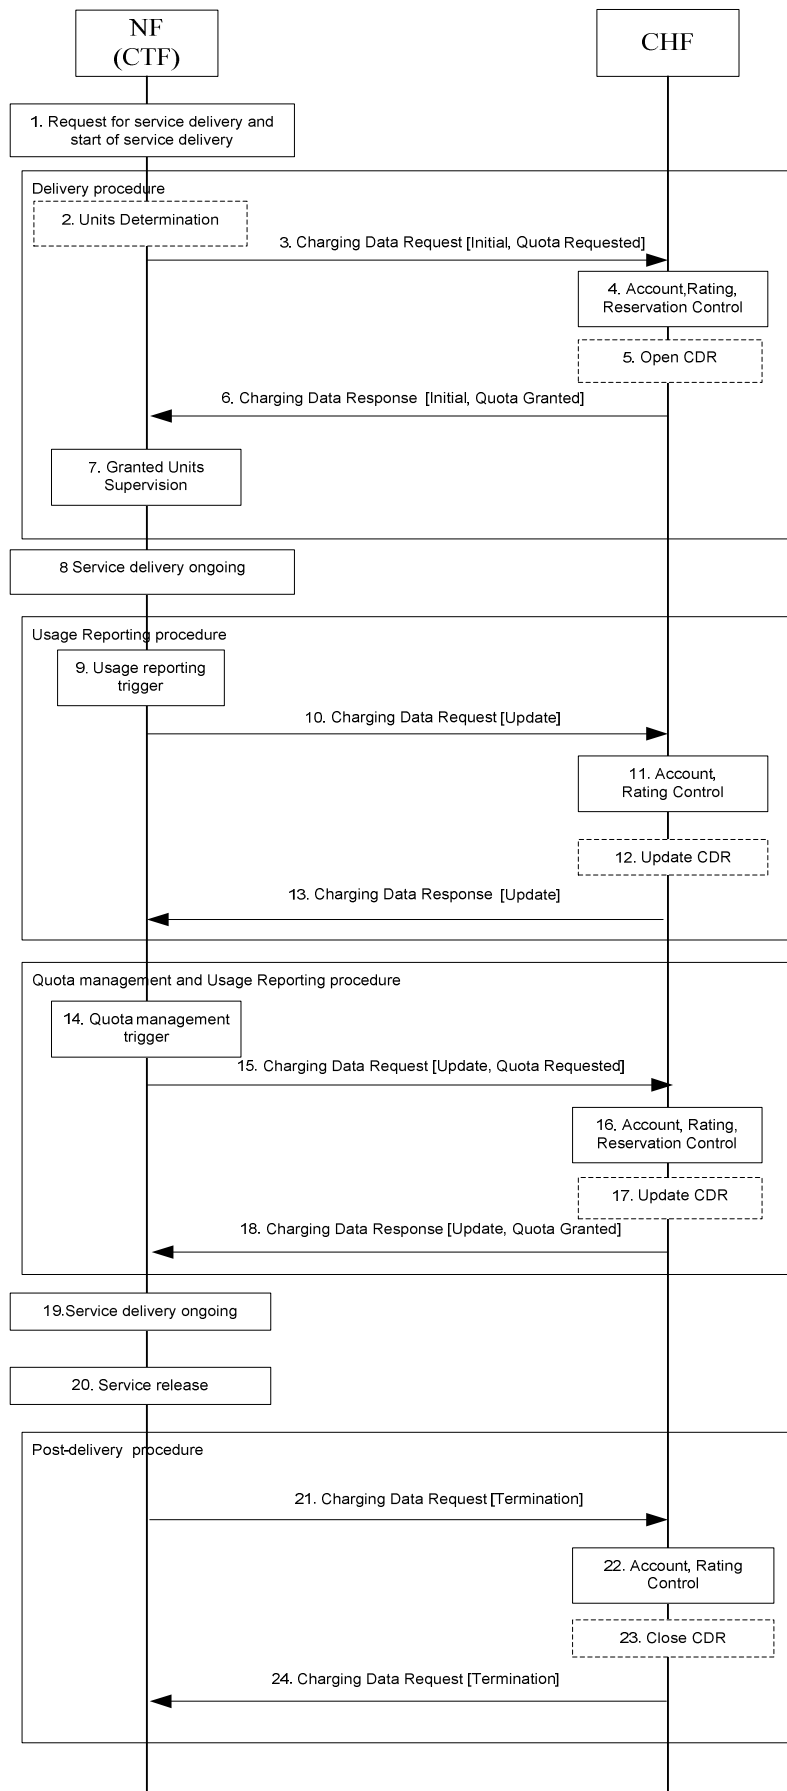 NF
(CTF)
CHF
1. Request for service delivery and
start of service delivery
Delivery procedure
2. Units Determination
3. Charging Data Request [Initial, Quota Requested]
4. Account,Rating,
Reservation Control
5. Open CDR
6. Charging Data Response [Initial, Quota Granted]
7. Granted Units
Supervision
8 Service delivery ongoing
Usage Reporting procedure
9. Usage reporting
trigger
10. Charging Data Request [Update]
11. Account,
Rating Control
12. Update CDR
13. Charging Data Response [Update]
Quota management and Usage Reporting procedure
14. Quota management
trigger
15. Charging Data Request [Update, Quota Requested]
16. Account, Rating,
Reservation Control
17. Update CDR
18. Charging Data Response [Update, Quota Granted]
19.Service delivery ongoing
20. Service release
Post-delivery procedure
21. Charging Data Request [Termination]
22. Account, Rating
Control
23. Close CDR
24. Charging Data Request [Termination]